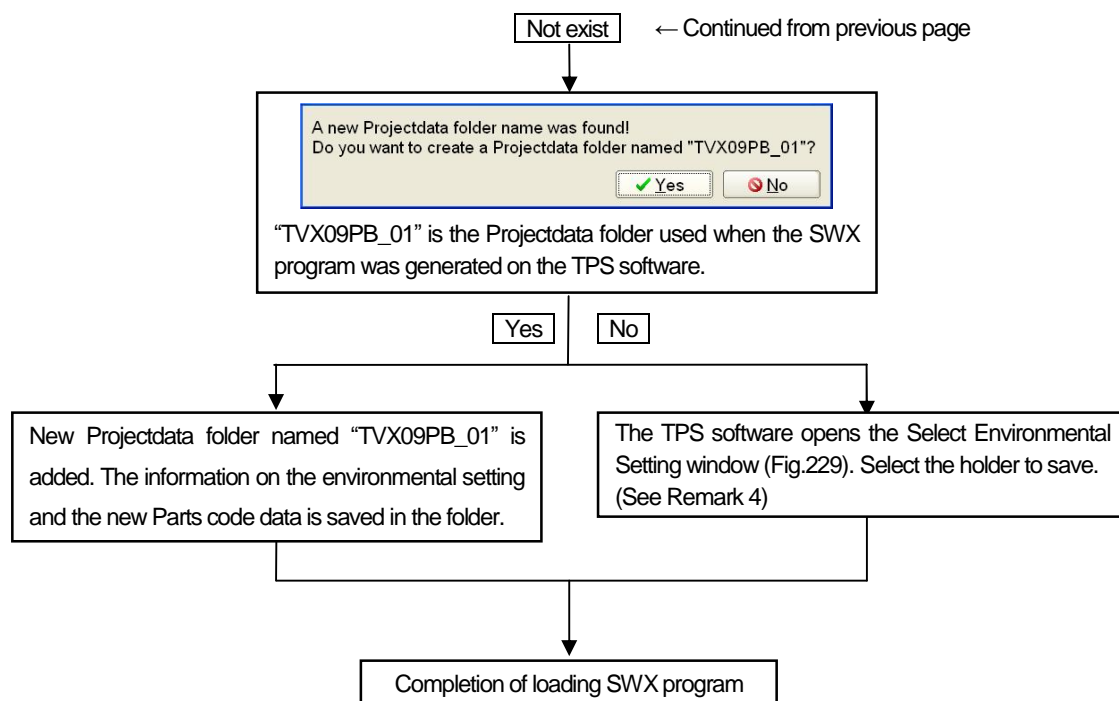 Not exist ← Continued from previous page
A new Projectdata folder name was found!
Do you want to create a Projectdata folder named "TVX09PB_01"?
Yes No
“TVX09PB_01” is the Projectdata folder used when the SWX
program was generated on the TPS software.
Yes No
New Projectdata folder named “TVX09PB_01” is
added. The information on the environmental setting
and the new Parts code data is saved in the folder.
The TPS software opens the Select Environmental
Setting window (Fig.229). Select the holder to save.
(See Remark 4)
Completion of loading SWX program